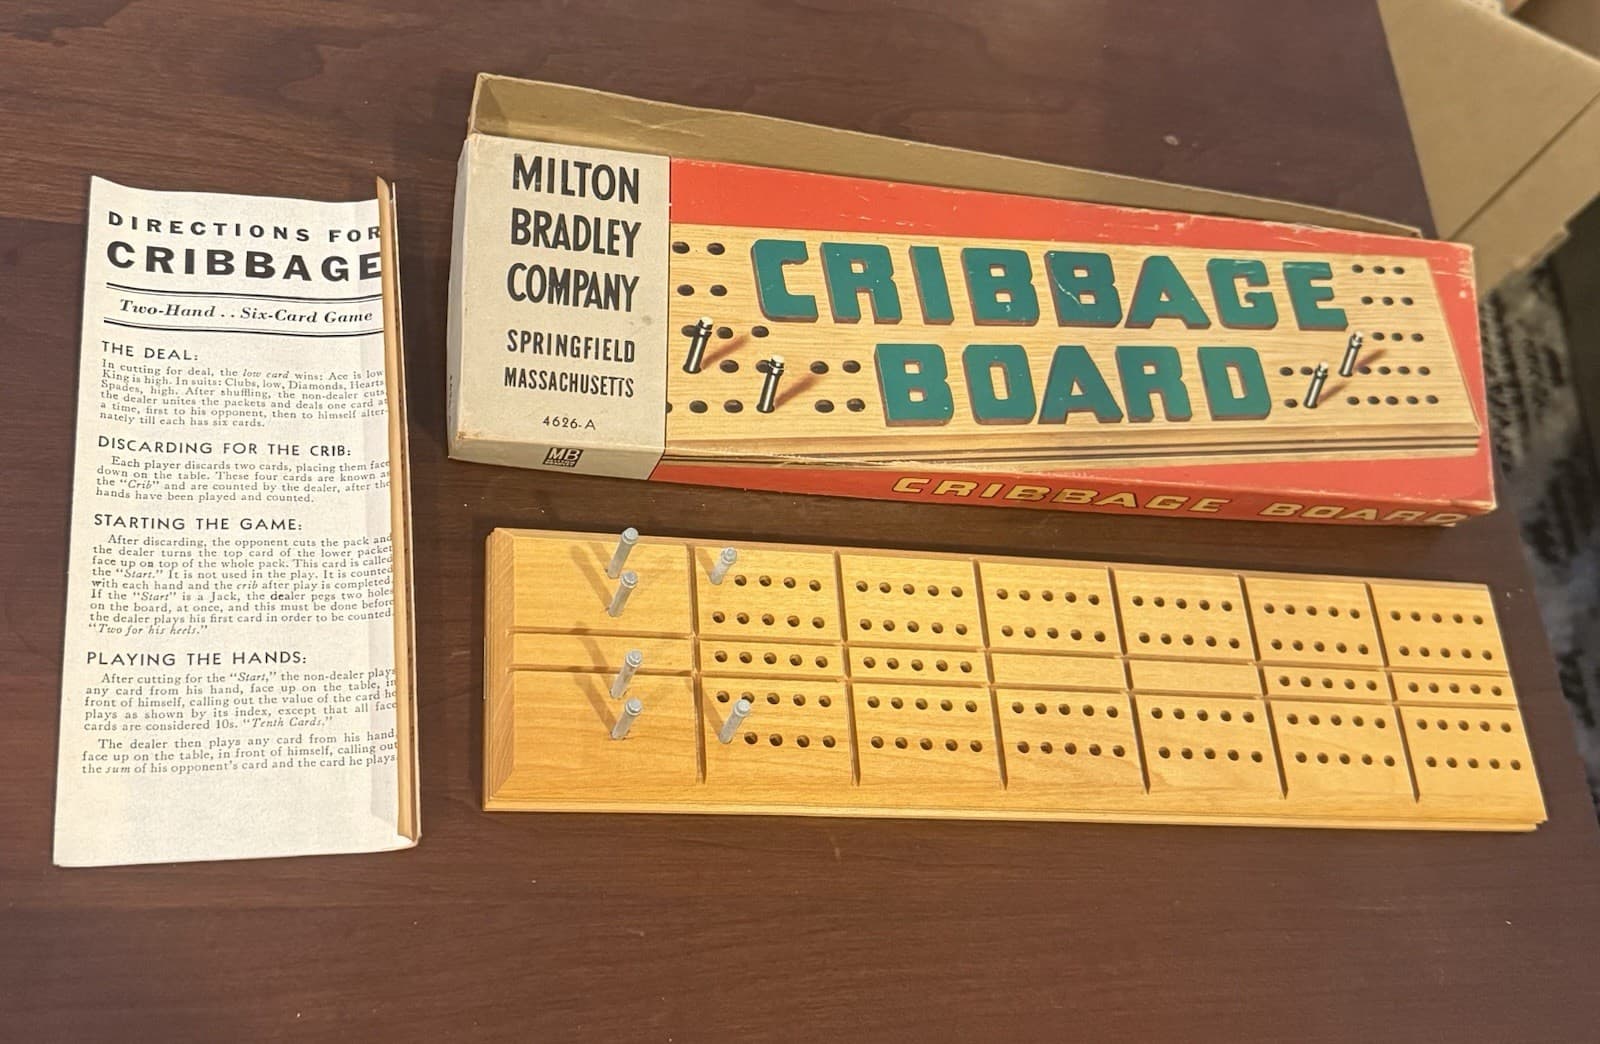 DIRECTIONS FOR
CRIBBAGE
Two-Hand . . Six-Card Game
THE DEAL:
In cutting for deal, the low card wins: Ace is low
King is high. In suits: Clubs, low, Diamonds, Hearts
Spades, high. After shuffling, the non-dealer cuts,
the dealer unites the packets and deals one card at
a time, first to his opponent, then to himself alter-
nately till each has six cards.
DISCARDING FOR THE CRIB:
Each player discards two cards, placing them face
down on the table. These four cards are known as
the "Crib" and are counted by the dealer, after the
hands have been played and counted.
STARTING THE GAME:
After discarding, the opponent cuts the pack and
the dealer turns the top card of the lower packet
face up on top of the whole pack. This card is called
the "Start." It is not used in the play. It is counted
with each hand and the crib after play is completed.
If the "Start" is a Jack, the dealer pegs two holes
on the board, at once, and this must be done before
the dealer plays his first card in order to be counted.
"Two for his heels."
PLAYING THE HANDS:
After cutting for the "Start," the non-dealer plays
any card from his hand, face up on the table, in
front of himself, calling out the value of the card he
plays as shown by its index, except that all face
cards are considered 10s. "Tenth Cards."
The dealer then plays any card from his hand,
face up on the table, in front of himself, calling out
the sum of his opponent's card and the card he plays
MILTON
BRADLEY
COMPANY
SPRINGFIELD
MASSACHUSETTS
4626-A
MB
CRIBBAGE
BOARD
CRIBBAGE BOARD